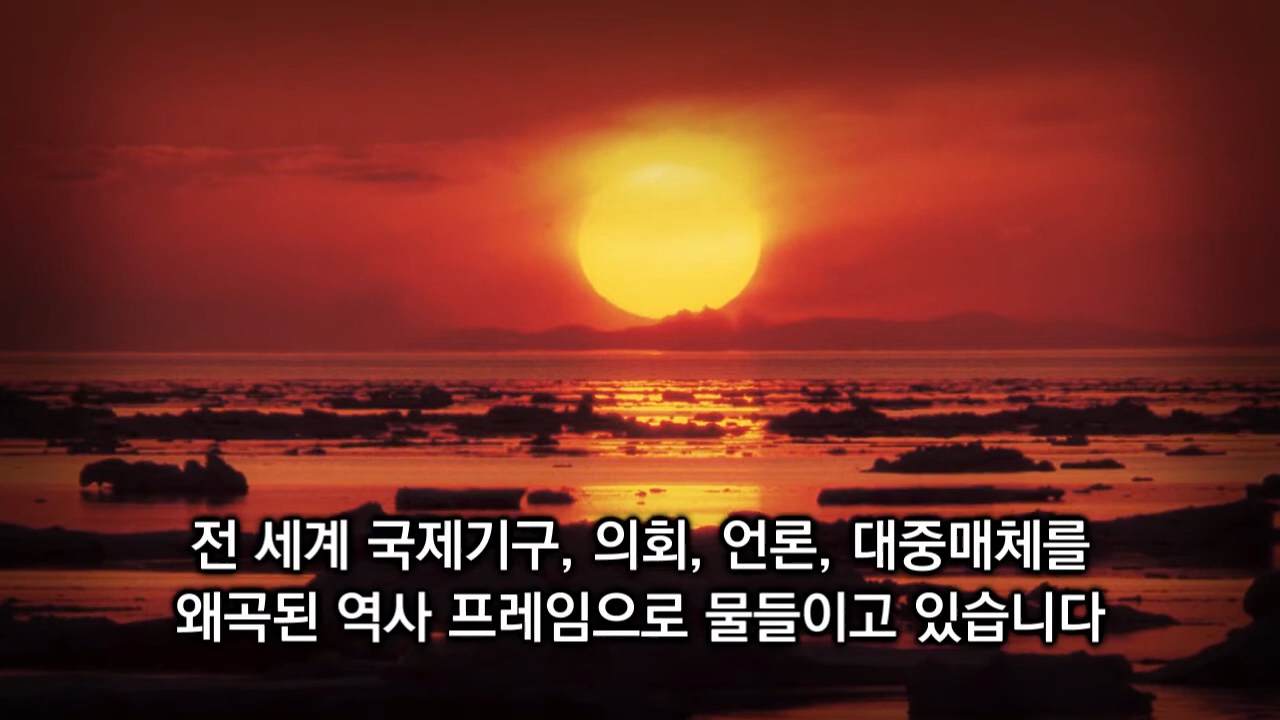 전 세계 국제기구, 의회, 언론, 대중매체를
왜곡된 역사 프레임으로 물들이고 있습니다